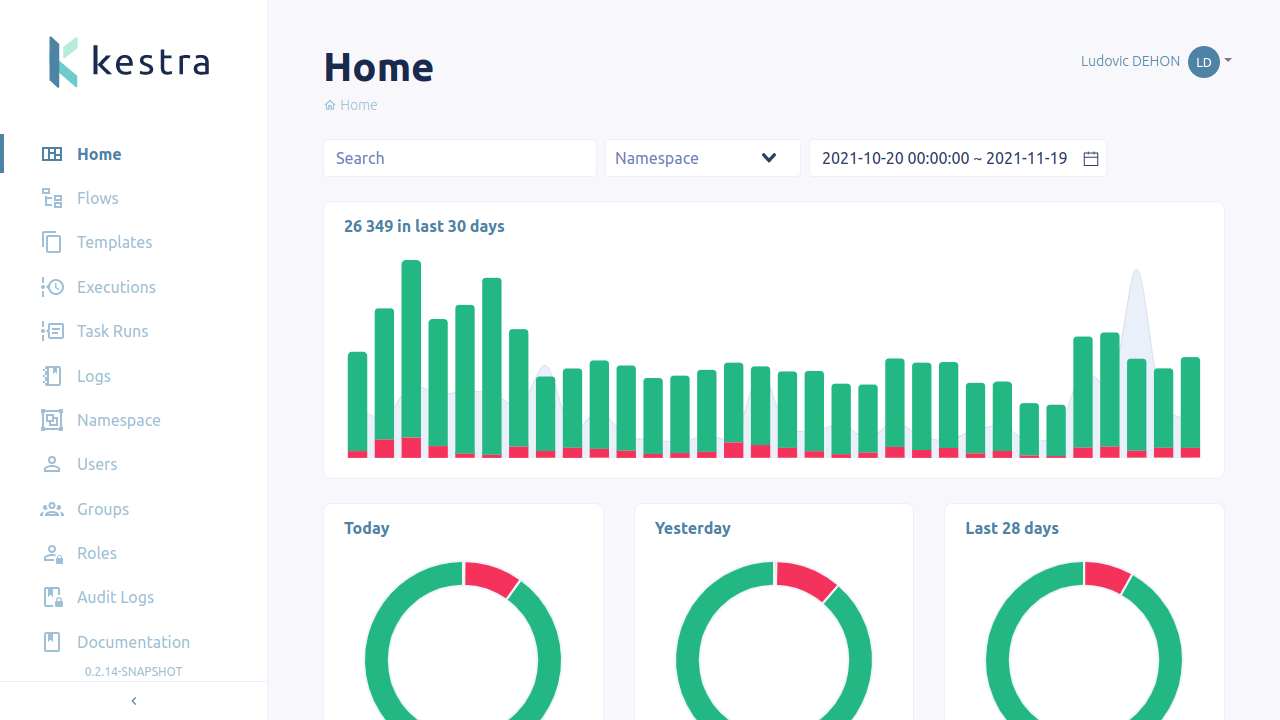 kestra
Home
Flows
Templates
Executions
Task Runs
Logs
Namespace
Users
Groups
Roles
Audit Logs
Documentation
0.2.14-SNAPSHOT
Home
Home
Ludovic DEHON LD
Search Namespace 2021-10-20 00:00:00 ~ 2021-11-19
26 349 in last 30 days
Today Yesterday Last 28 days